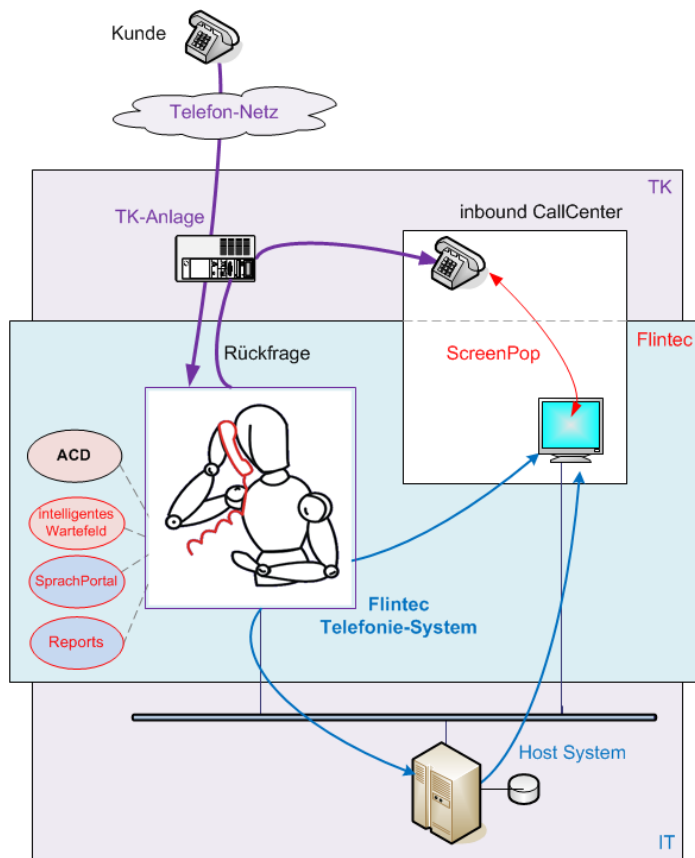 Kunde
Telefon-Netz
TK
TK-Anlage
inbound CallCenter
Rückfrage
ScreenPop
Flintec
ACD
intelligentes
Wartefeld
SprachPortal
Reports
Flintec
Telefonie-System
Host System
IT